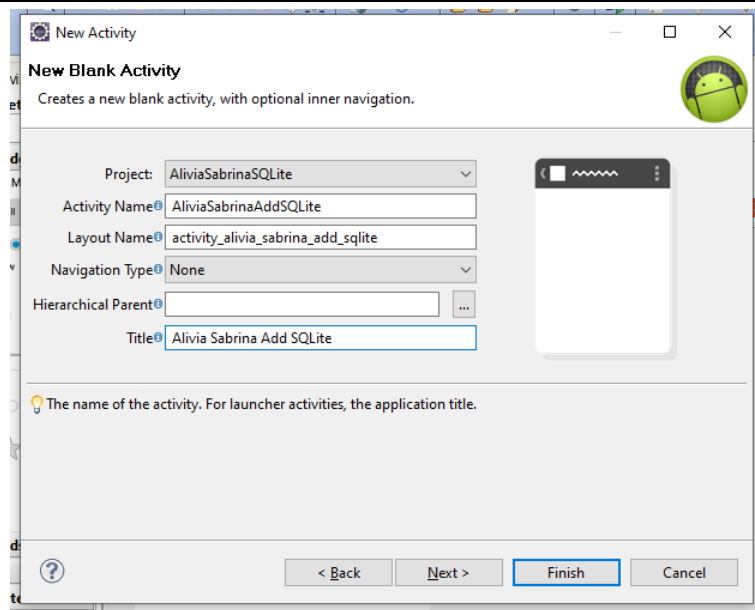 New Activity
New Blank Activity
Creates a new blank activity, with optional inner navigation.
Project: AliviaSabrinaSQLite
Activity Name AliviaSabrinaAddSQLite
Layout Name activity_alivia_sabrina_add_sqlite
Navigation Type None
Hierarchical Parent ...
Title Alivia Sabrina Add SQLite
The name of the activity. For launcher activities, the application title.
< Back Next > Finish Cancel